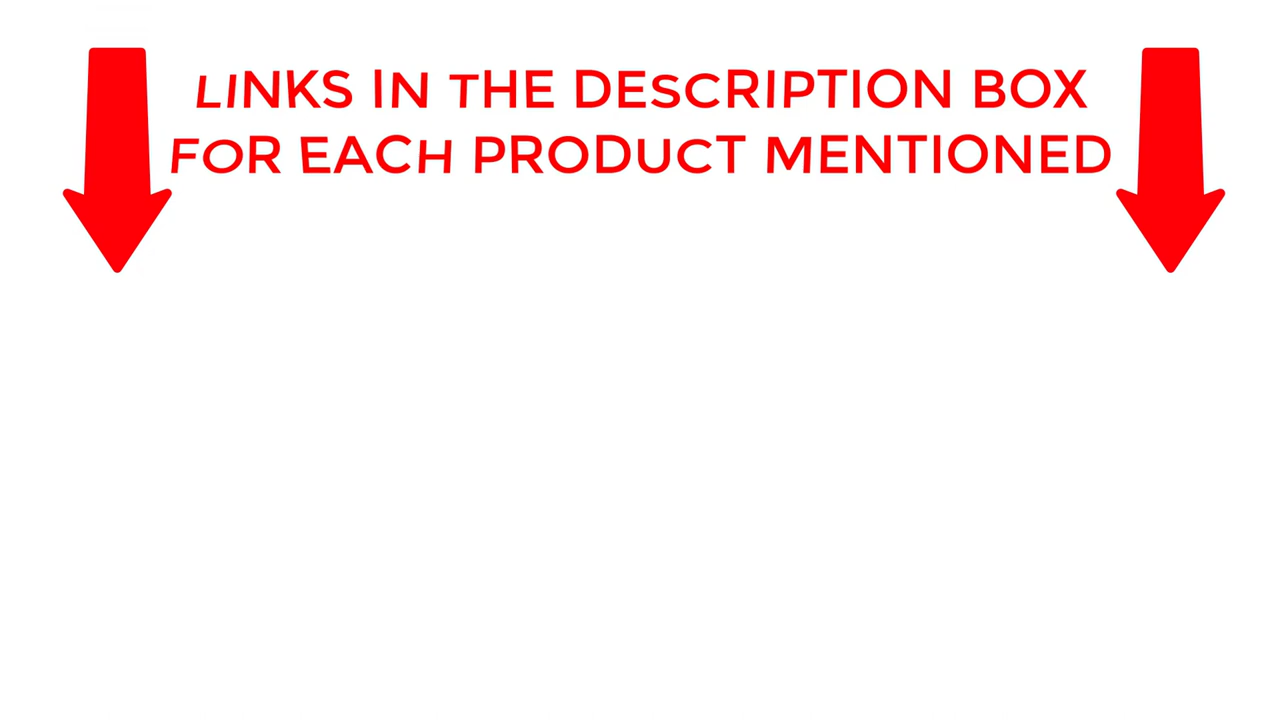 LINKS IN THE DESCRIPTION BOX
FOR EACH PRODUCT MENTIONED